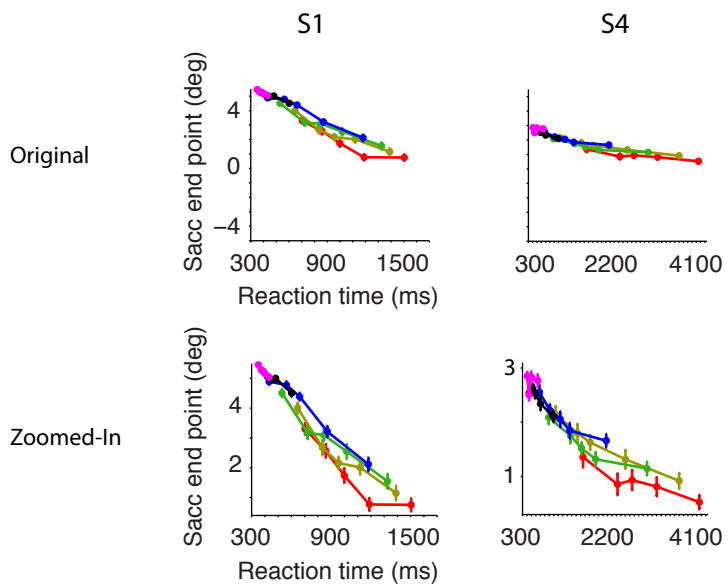 S1 S4
Original
Sacc end point (deg)
4
0
−4
300 900 1500
300 2200 4100
Reaction time (ms)
Zoomed-In
Sacc end point (deg)
4
2
3
1
300 900 1500
300 2200 4100
Reaction time (ms)